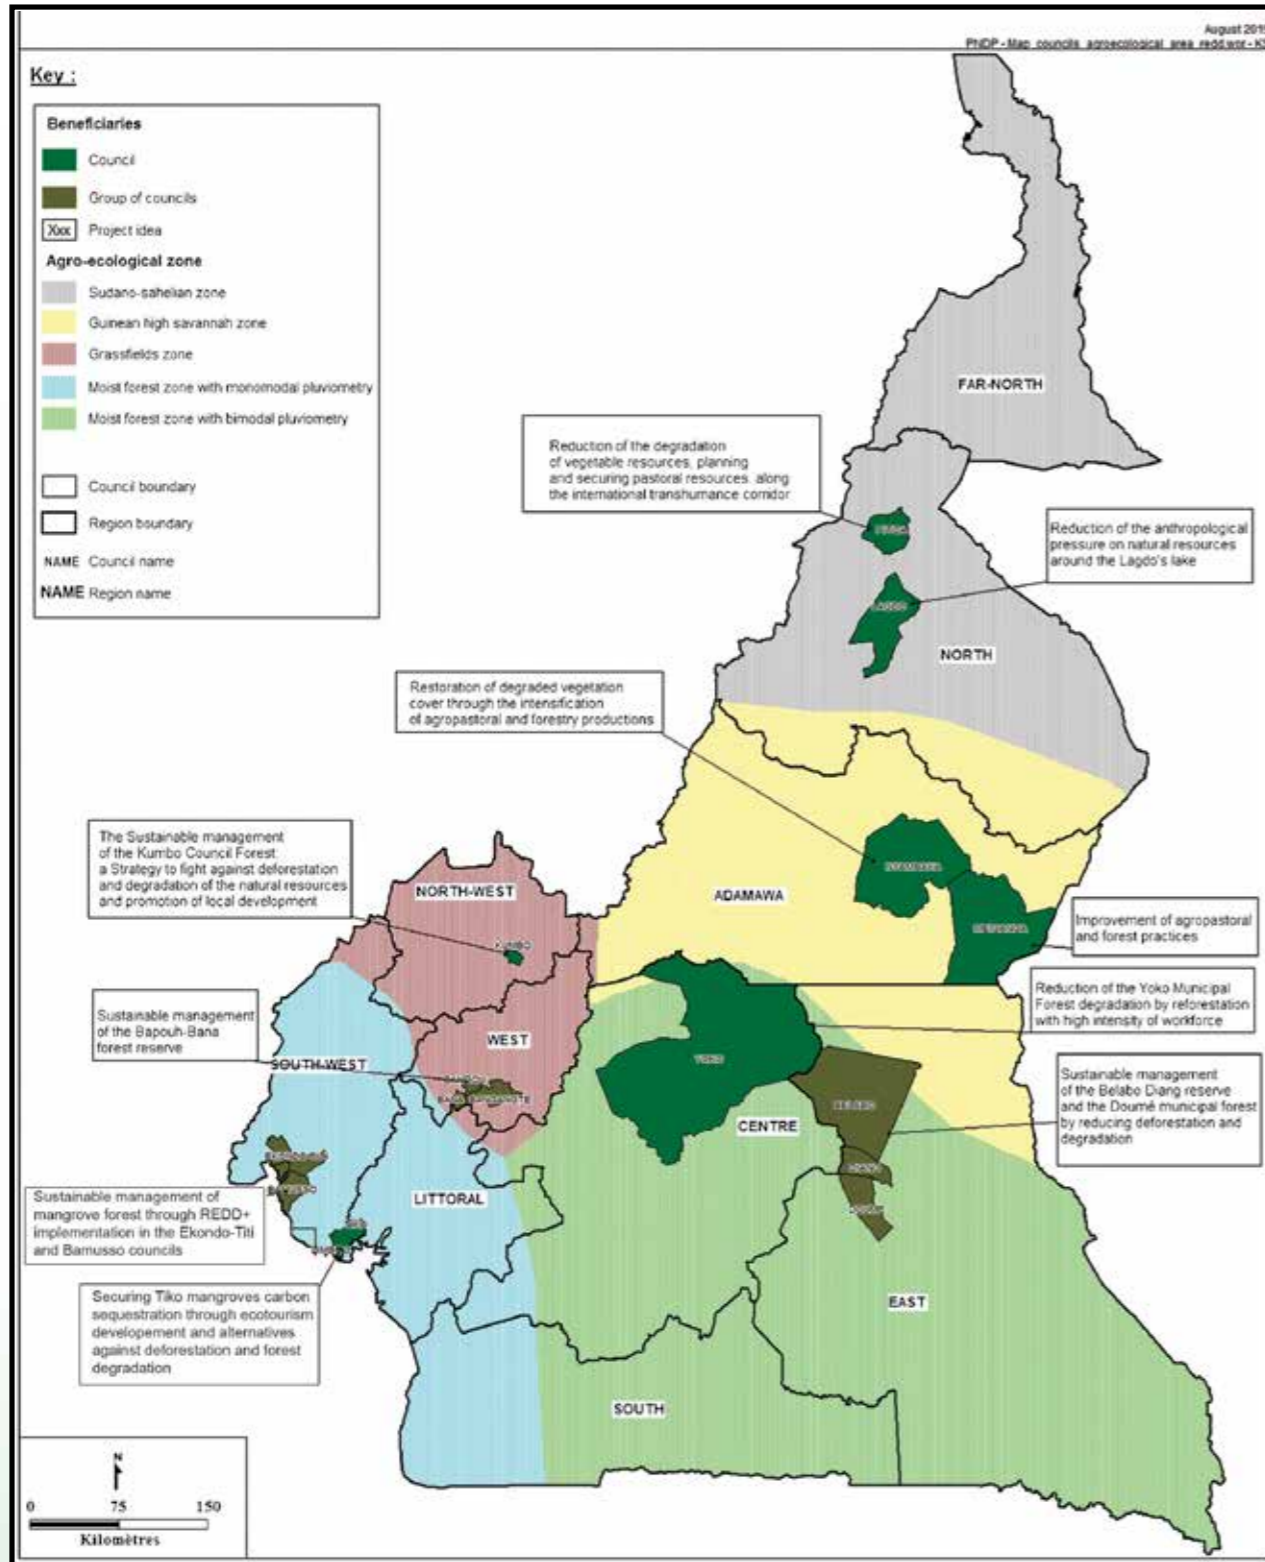 August 201
PNDP - Map_councils_agroecological_area_redd.wor - K
Key :
Beneficiaries
Council
Group of councils
Xxx Project idea
Agro-ecological zone
Sudano-sahelian zone
Guinean high savannah zone
Grassfields zone
Moist forest zone with monomodal pluviometry
Moist forest zone with bimodal pluviometry
Council boundary
Region boundary
NAME Council name
NAME Region name
FAR-NORTH
Reduction of the degradation
of vegetable resources, planning
and securing pastoral resources, along
the international transhumance corridor
Reduction of the anthropological
pressure on natural resources
around the Lagdo's lake
LAGDO
NORTH
Restoration of degraded vegetation
cover through the intensification
of agropastoral and forestry productions
The Sustainable management
of the Kumbo Council Forest:
a Strategy to fight against deforestation
and degradation of the natural resources
and promotion of local development
NORTH-WEST
ADAMAWA
KUMBO
Improvement of agropastoral
and forest practices
Reduction of the Yoko Municipal
Forest degradation by reforestation
with high intensity of workforce
Sustainable management
of the Bapouh-Bana
forest reserve
WEST
SOUTH-WEST
YOKO
BANA BANGANGTE
BELABO
Sustainable management
of the Belabo Diang reserve
and the Doumé municipal forest
by reducing deforestation and
degradation
CENTRE
DIANG
LITTORAL
Sustainable management of
mangrove forest through REDD+
implementation in the Ekondo-Titi
and Bamusso councils
Securing Tiko mangroves carbon
sequestration through ecotourism
developement and alternatives
against deforestation and forest
degradation
EAST
SOUTH
N
0 75 150
Kilomètres